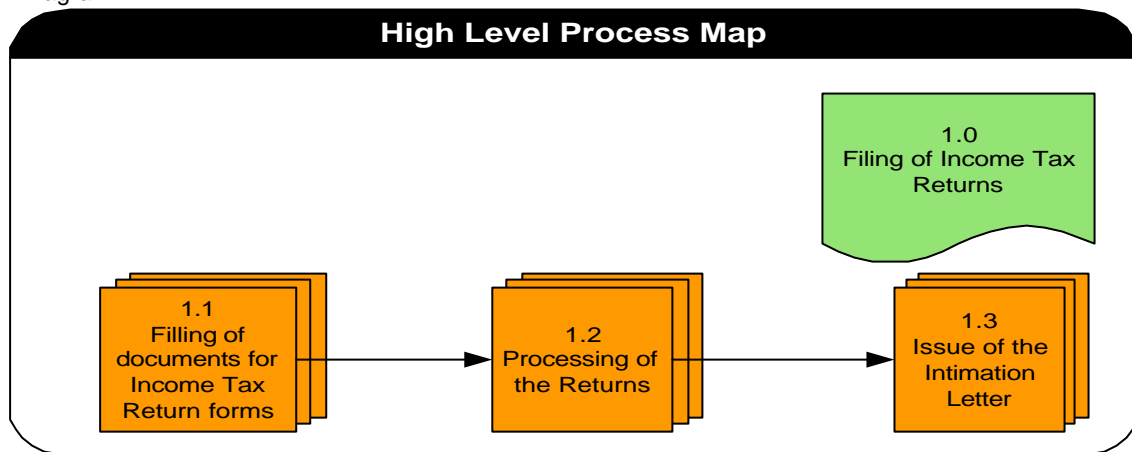 High Level Process Map
1.0
Filing of Income Tax
Returns
1.1
Filling of
documents for
Income Tax
Return forms
1.2
Processing of
the Returns
1.3
Issue of the
Intimation
Letter